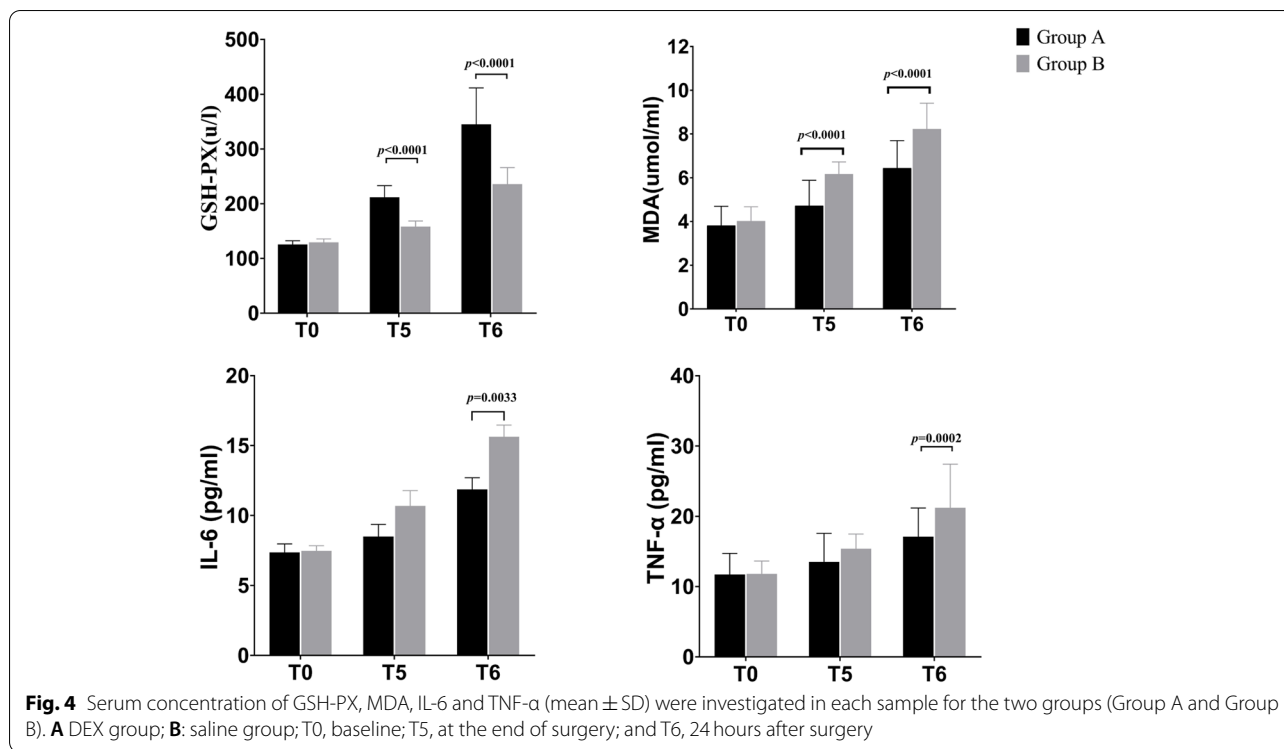 Group A
Group B
500
400
300
200
100
0
GSH-PX(u/l)
p<0.0001
p<0.0001
T0 T5 T6
12
10
8
6
4
2
0
MDA(umol/ml)
p<0.0001
p<0.0001
T0 T5 T6
20
15
10
5
0
IL-6 (pg/ml)
p=0.0033
T0 T5 T6
40
30
20
10
0
TNF-α (pg/ml)
p=0.0002
T0 T5 T6
Fig. 4 Serum concentration of GSH-PX, MDA, IL-6 and TNF-α (mean ± SD) were investigated in each sample for the two groups (Group A and Group
B). A DEX group; B: saline group; T0, baseline; T5, at the end of surgery; and T6, 24 hours after surgery